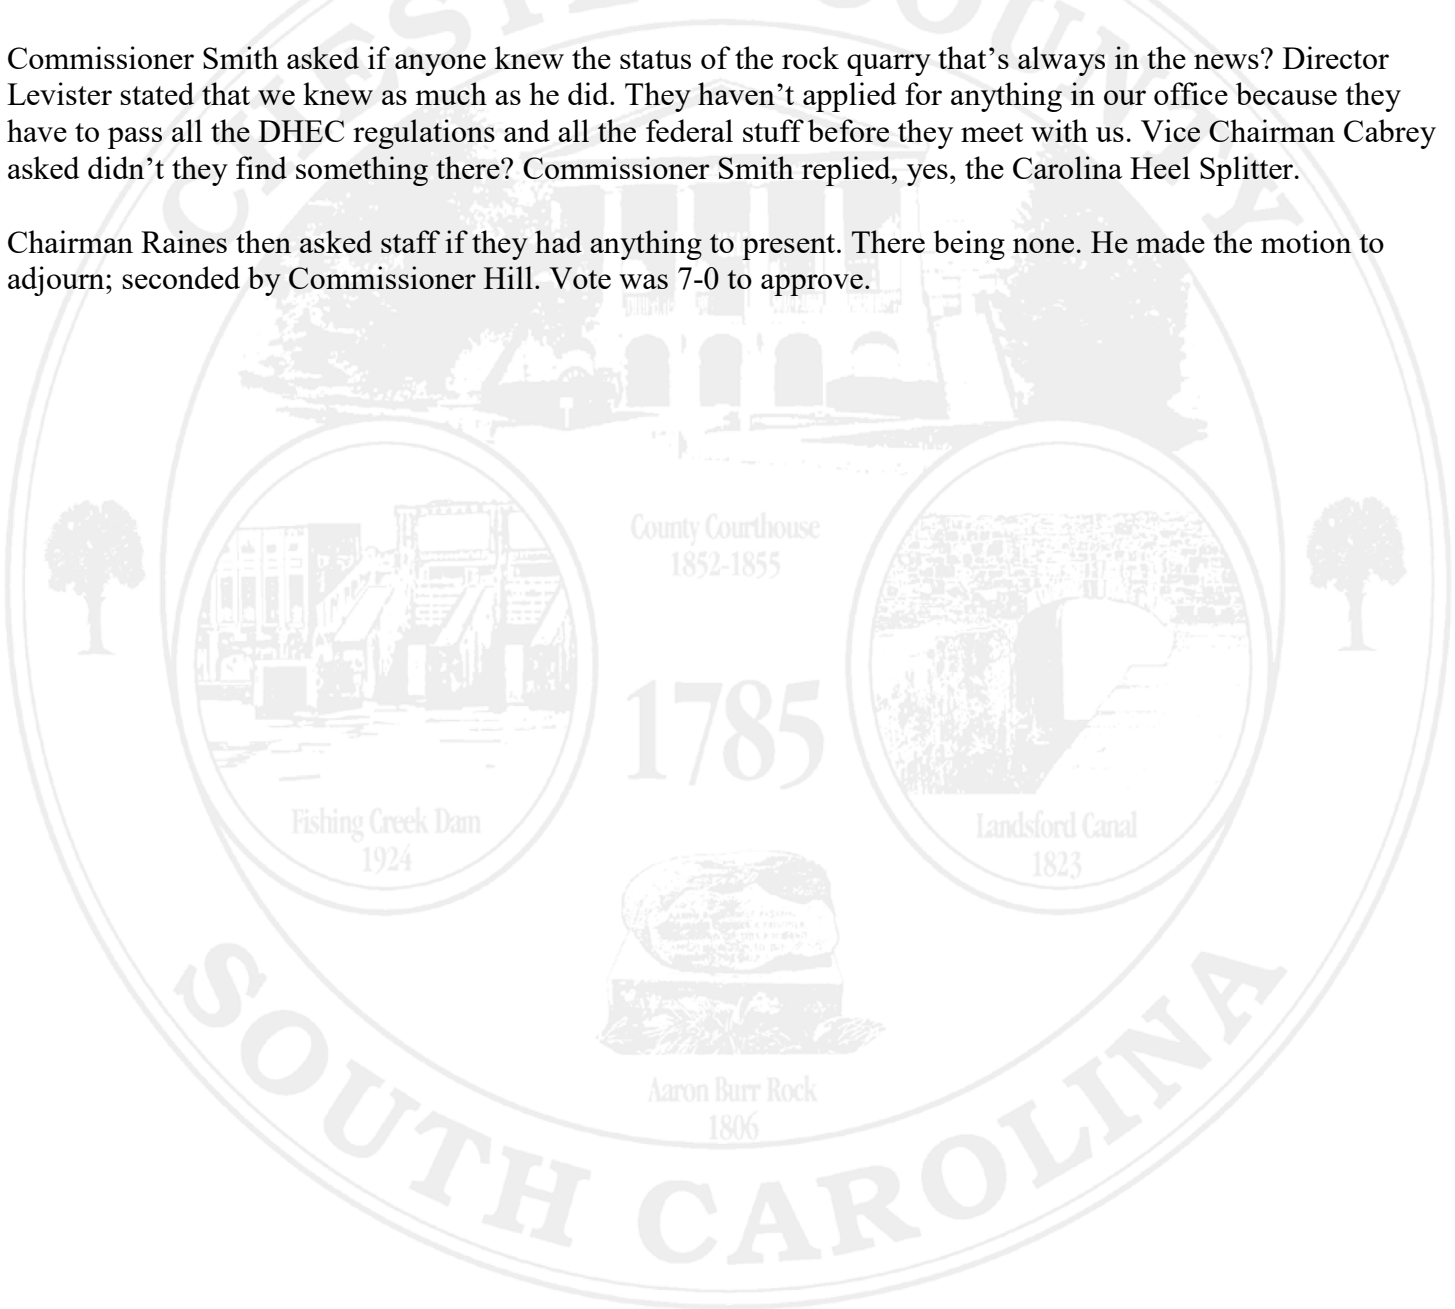 CHESTER COUNTY
Commissioner Smith asked if anyone knew the status of the rock quarry that’s always in the news? Director
Levister stated that we knew as much as he did. They haven’t applied for anything in our office because they
have to pass all the DHEC regulations and all the federal stuff before they meet with us. Vice Chairman Cabrey
asked didn’t they find something there? Commissioner Smith replied, yes, the Carolina Heel Splitter.
Chairman Raines then asked staff if they had anything to present. There being none. He made the motion to
adjourn; seconded by Commissioner Hill. Vote was 7-0 to approve.
County Courthouse
1852-1855
1785
Fishing Creek Dam
1924
Landsford Canal
1823
Aaron Burr Rock
1806
SOUTH CAROLINA